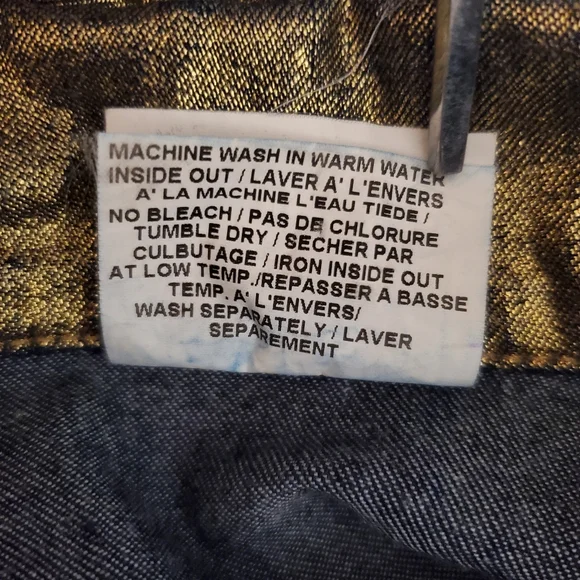 MACHINE WASH IN WARM WATER
INSIDE OUT / LAVER A' L'ENVERS
A' LA MACHINE L'EAU TIEDE /
NO BLEACH / PAS DE CHLORURE
TUMBLE DRY / SECHER PAR
CULBUTAGE / IRON INSIDE OUT
AT LOW TEMP./REPASSER A BASSE
TEMP. A' L'ENVERS/
WASH SEPARATELY / LAVER
SEPAREMENT